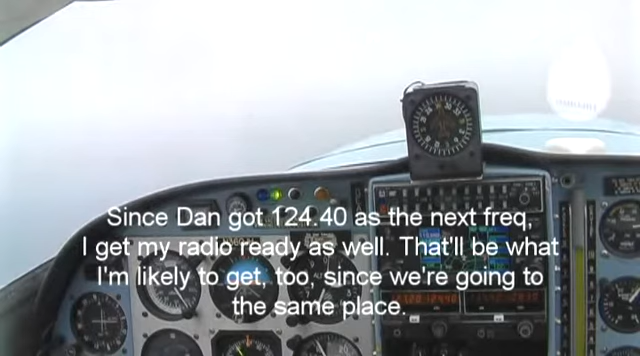 Since Dan got 124.40 as the next freq,
I get my radio ready as well. That'll be what
I'm likely to get, too, since we're going to
the same place.